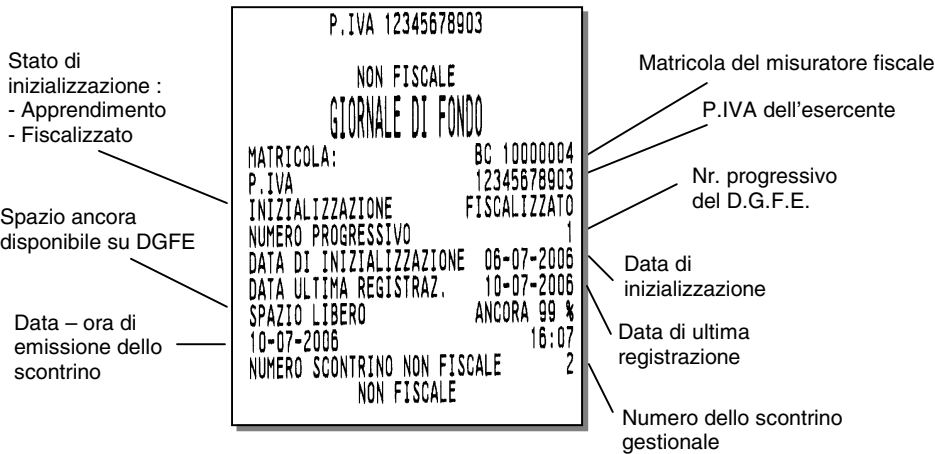 P.IVA 12345678903
NON FISCALE
GIORNALE DI FONDO
MATRICOLA: BG 10000004
P.IVA 12345678903
INIZIALIZZAZIONE FISCALIZZATO
NUMERO PROGRESSIVO 1
DATA DI INIZIALIZZAZIONE 06-07-2006
DATA ULTIMA REGISTRAZ. 10-07-2006
SPAZIO LIBERO ANCORA 99 %
10-07-2006 16:07
NUMERO SCONTRINO NON FISCALE 2
NON FISCALE
Stato di
inizializzazione :
- Apprendimento
- Fiscalizzato
Spazio ancora
disponibile su DGFE
Data – ora di
emissione dello
scontrino
Matricola del misuratore fiscale
P.IVA dell'esercente
Nr. progressivo
del D.G.F.E.
Data di
inizializzazione
Data di ultima
registrazione
Numero dello scontrino
gestionale